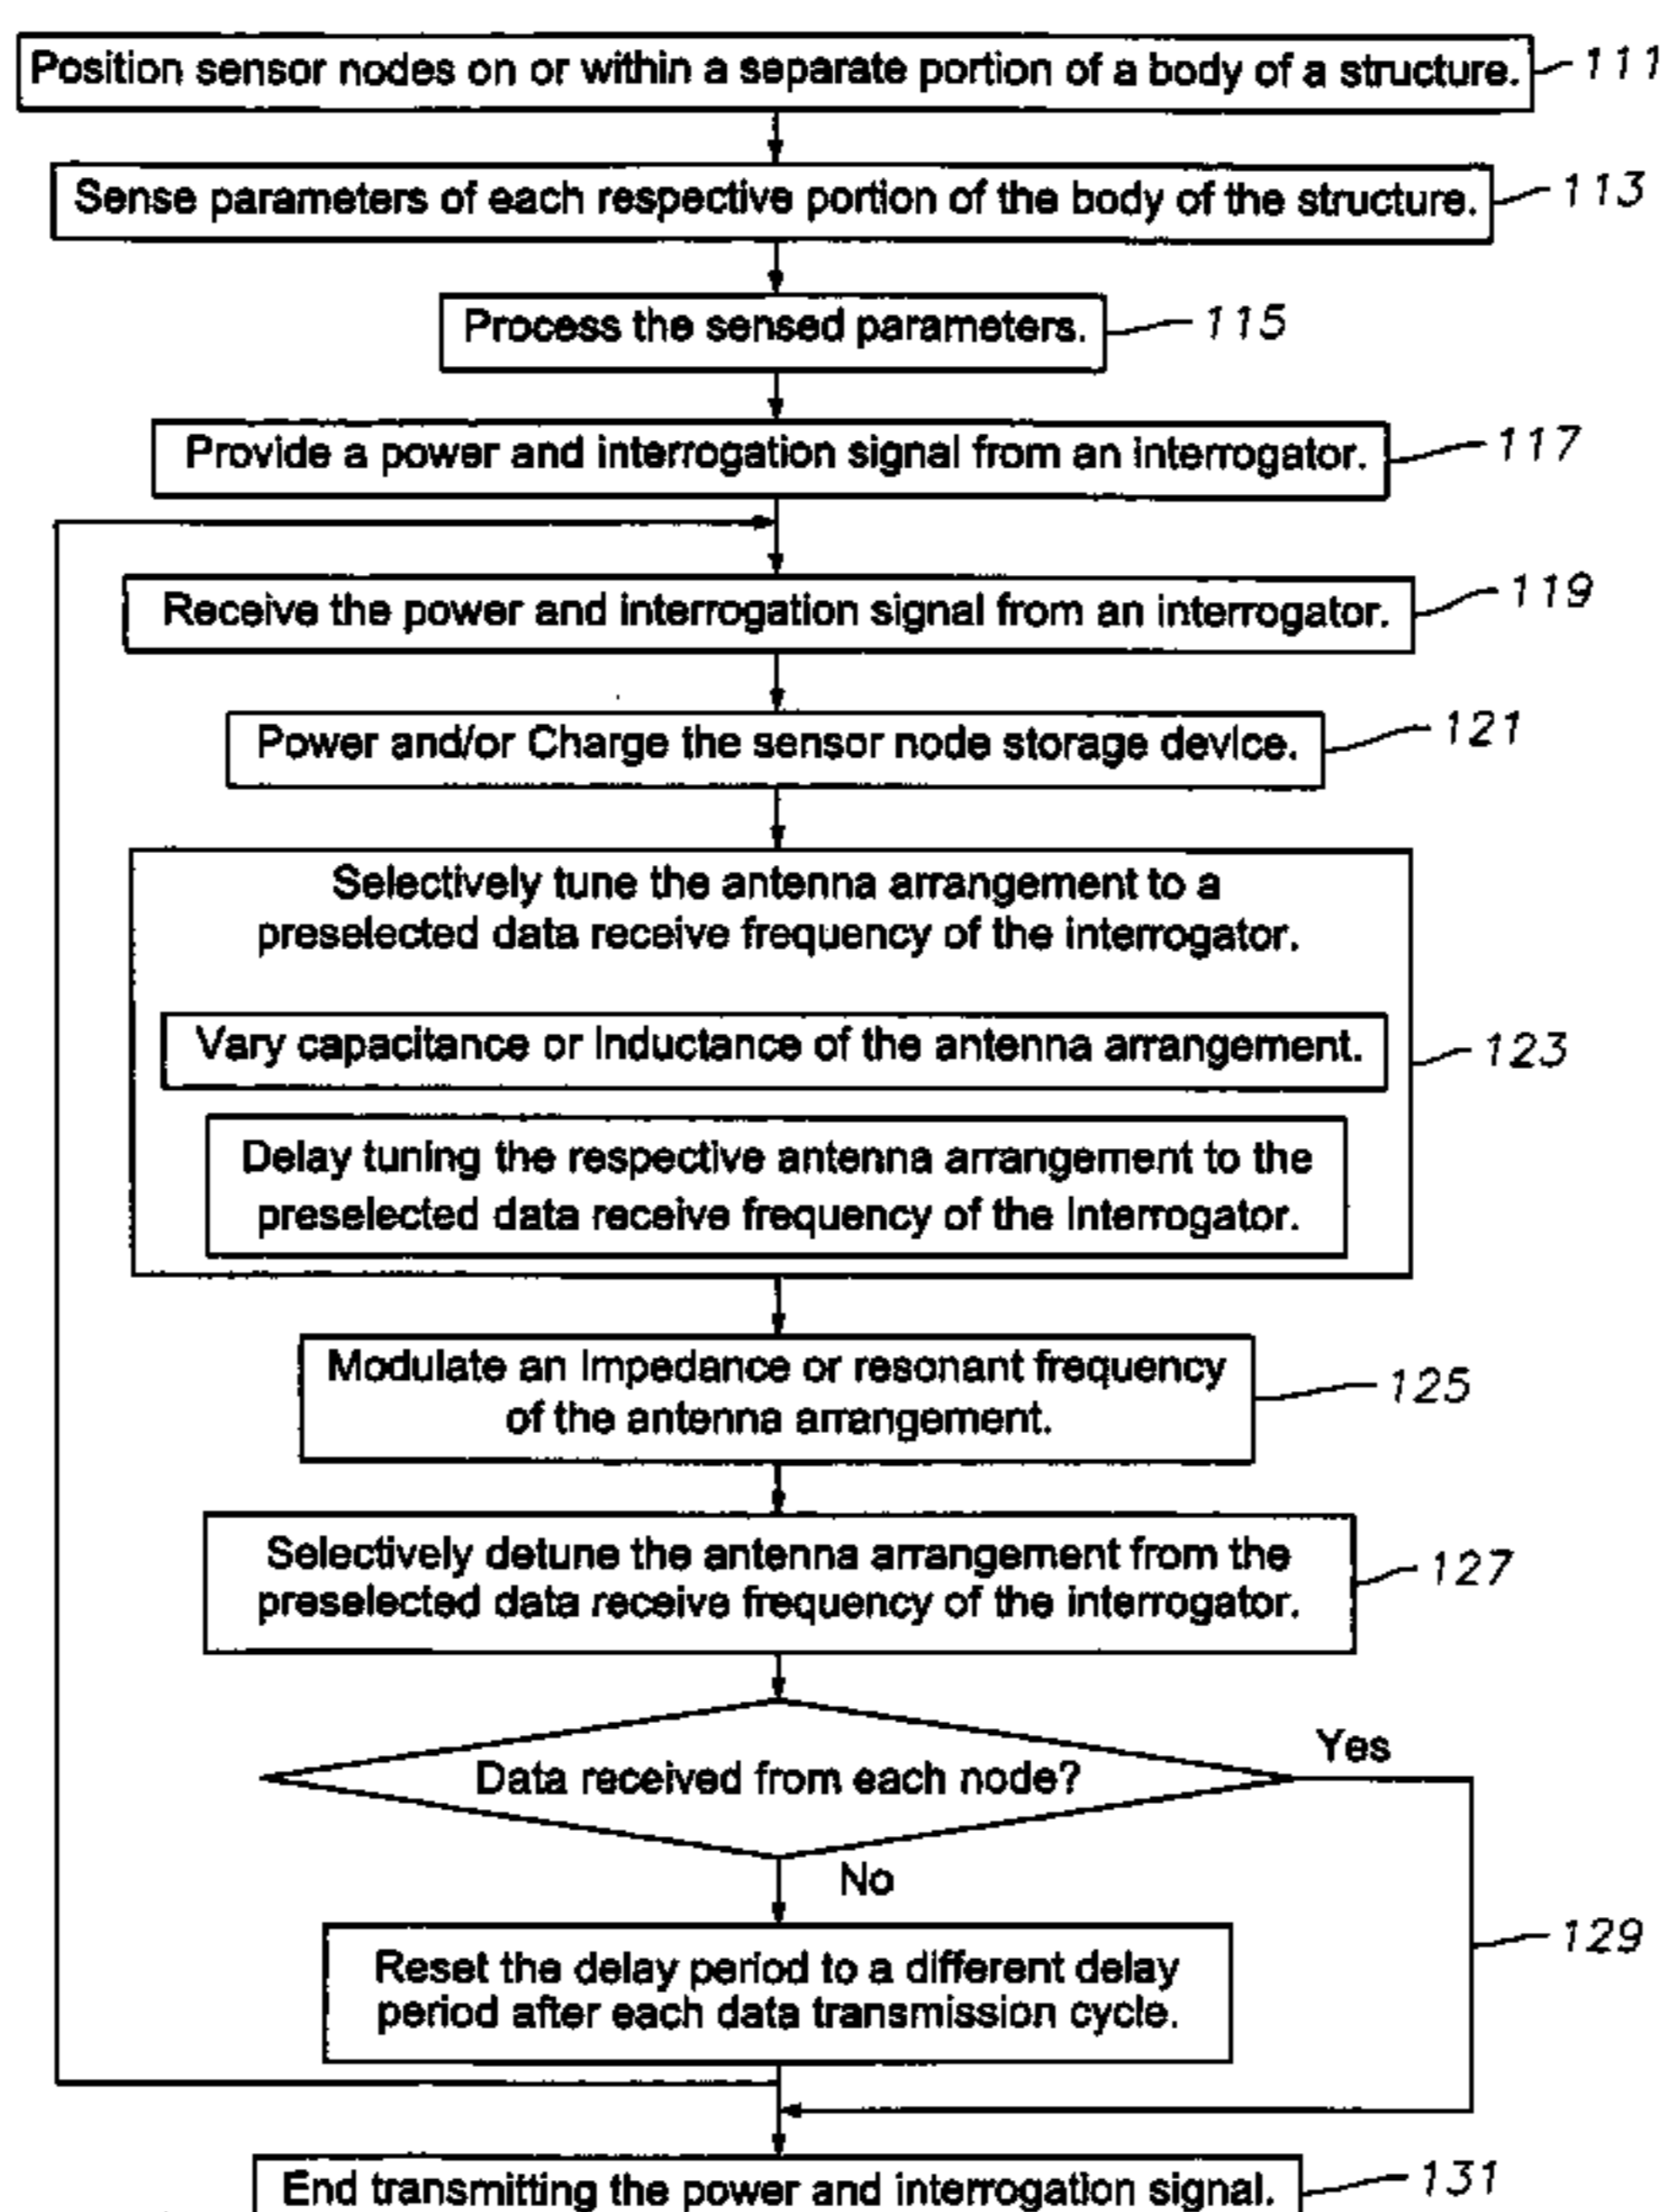 Position sensor nodes on or within a separate portion of a body of a structure. 111
Sense parameters of each respective portion of the body of the structure. 113
Process the sensed parameters. 115
Provide a power and interrogation signal from an interrogator. 117
Receive the power and interrogation signal from an interrogator. 119
Power and/or Charge the sensor node storage device. 121
Selectively tune the antenna arrangement to a
preselected data receive frequency of the interrogator.
Vary capacitance or Inductance of the antenna arrangement. 123
Delay tuning the respective antenna arrangement to the
preselected data receive frequency of the Interrogator.
Modulate an Impedance or resonant frequency
of the antenna arrangement. 125
Selectively detune the antenna arrangement from the
preselected data receive frequency of the interrogator. 127
Yes
Data received from each node?
No
129
Reset the delay period to a different delay
period after each data transmission cycle.
End transmitting the power and interrogation signal. 131